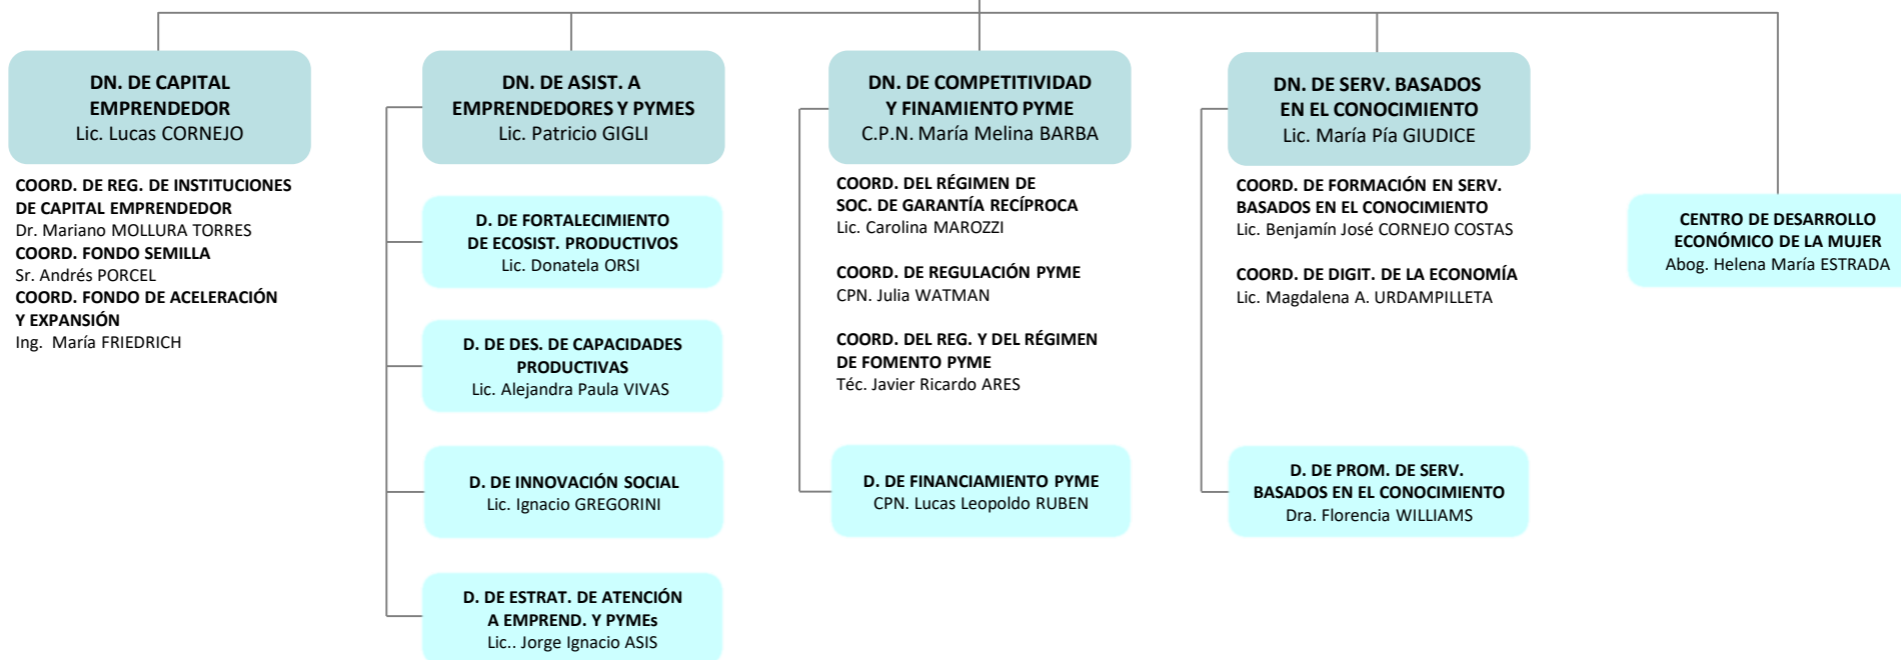 DN. DE CAPITAL
EMPRENDEDOR
Lic. Lucas CORNEJO
COORD. DE REG. DE INSTITUCIONES
DE CAPITAL EMPRENDEDOR
Dr. Mariano MOLLURA TORRES
COORD. FONDO SEMILLA
Sr. Andrés PORCEL
COORD. FONDO DE ACELERACIÓN
Y EXPANSIÓN
Ing. María FRIEDRICH
DN. DE ASIST. A
EMPRENDEDORES Y PYMES
Lic. Patricio GIGLI
D. DE FORTALECIMIENTO
DE ECOSIST. PRODUCTIVOS
Lic. Donatela ORSI
D. DE DES. DE CAPACIDADES
PRODUCTIVAS
Lic. Alejandra Paula VIVAS
D. DE INNOVACIÓN SOCIAL
Lic. Ignacio GREGORINI
D. DE ESTRAT. DE ATENCIÓN
A EMPREND. Y PYMEs
Lic.. Jorge Ignacio ASIS
DN. DE COMPETITIVIDAD
Y FINAMIENTO PYME
C.P.N. María Melina BARBA
COORD. DEL RÉGIMEN DE
SOC. DE GARANTÍA RECÍPROCA
Lic. Carolina MAROZZI
COORD. DE REGULACIÓN PYME
CPN. Julia WATMAN
COORD. DEL REG. Y DEL RÉGIMEN
DE FOMENTO PYME
Téc. Javier Ricardo ARES
D. DE FINANCIAMIENTO PYME
CPN. Lucas Leopoldo RUBEN
DN. DE SERV. BASADOS
EN EL CONOCIMIENTO
Lic. María Pía GIUDICE
COORD. DE FORMACIÓN EN SERV.
BASADOS EN EL CONOCIMIENTO
Lic. Benjamín José CORNEJO COSTAS
COORD. DE DIGIT. DE LA ECONOMÍA
Lic. Magdalena A. URDAMPILLETA
D. DE PROM. DE SERV.
BASADOS EN EL CONOCIMIENTO
Dra. Florencia WILLIAMS
CENTRO DE DESARROLLO
ECONÓMICO DE LA MUJER
Abog. Helena María ESTRADA